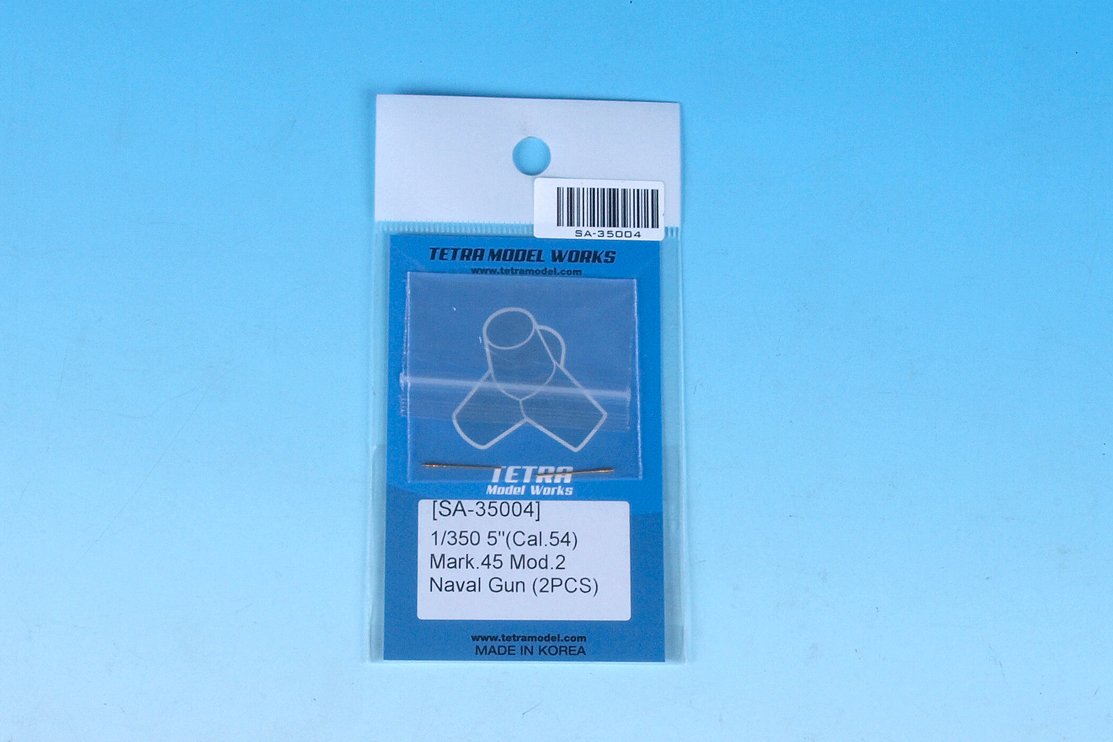 SA-35004
TETRA MODEL WORKS
www.tetramodel.com
TETRA
Model Works
[SA-35004]
1/350 5"(Cal.54)
Mark.45 Mod.2
Naval Gun (2PCS)
www.tetramodel.com
MADE IN KOREA